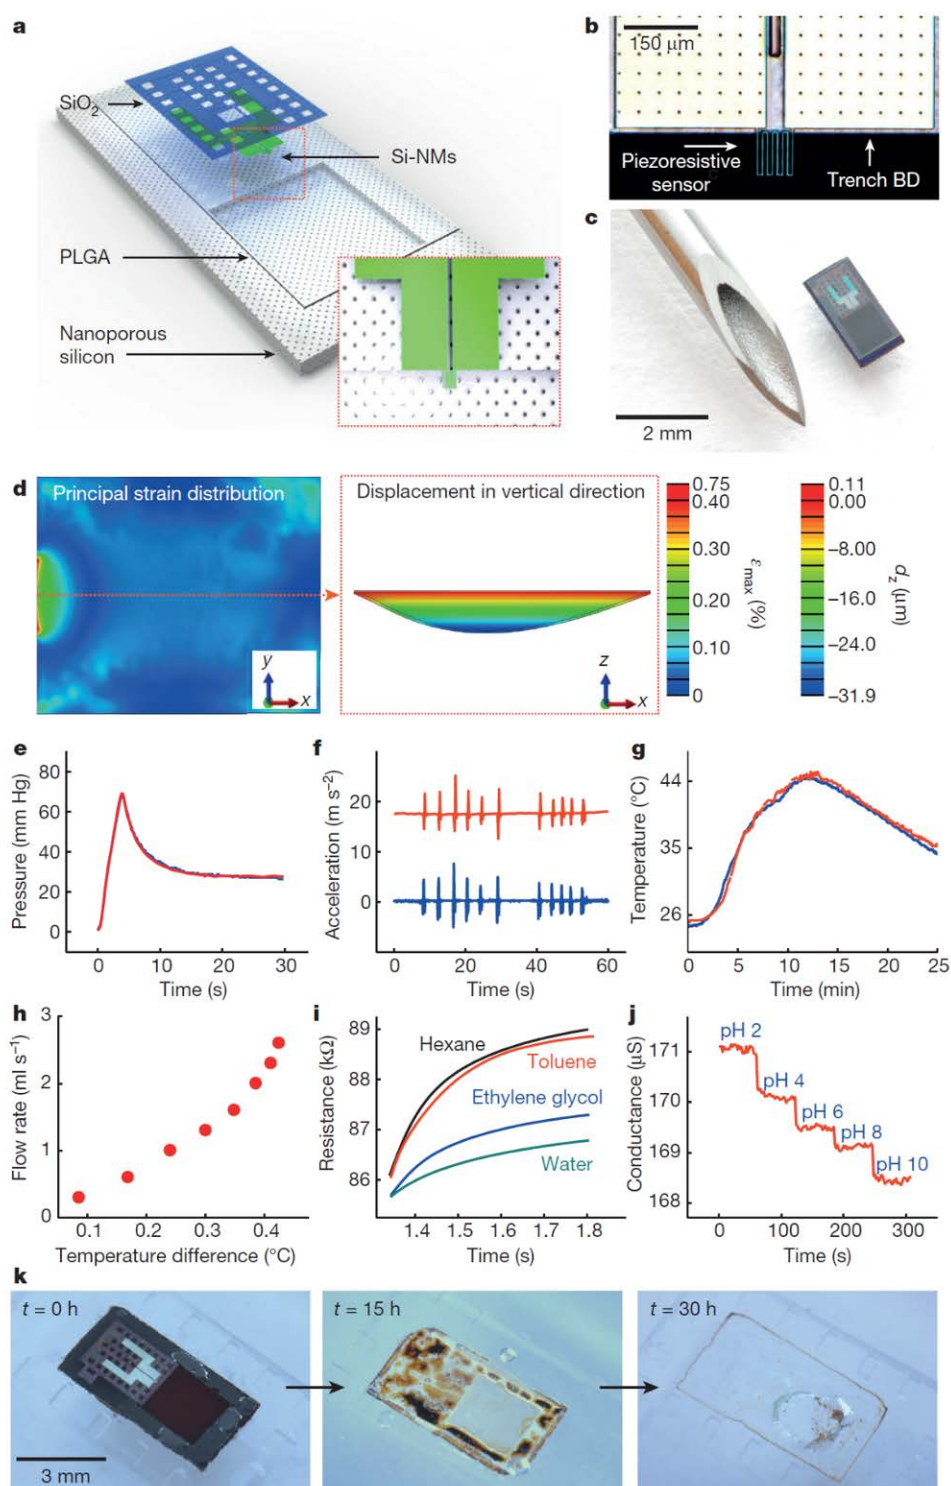 a
SiO₂
Si-NMs
PLGA
Nanoporous
silicon
b
150 μm
Piezoresistive
sensor
Trench BD
c
2 mm
d
Principal strain distribution
y
x
Displacement in vertical direction
z
x
0.75
0.40
0.30
0.20
0.10
0
εmax (%)
0.11
0.00
–8.00
–16.0
–24.0
–31.9
dz (μm)
e
Pressure (mm Hg)
80
60
40
20
0
0 10 20 30
Time (s)
f
Acceleration (m s⁻²)
20
10
0
0 20 40 60
Time (s)
g
Temperature (°C)
44
35
26
0 5 10 15 20 25
Time (min)
h
Flow rate (ml s⁻¹)
3
2
1
0
0.1 0.2 0.3 0.4
Temperature difference (°C)
i
Resistance (kΩ)
89
88
87
86
Hexane
Toluene
Ethylene glycol
Water
1.4 1.5 1.6 1.7 1.8
Time (s)
j
Conductance (μS)
171
170
169
168
pH 2
pH 4
pH 6
pH 8
pH 10
0 100 200 300
Time (s)
k
t = 0 h
3 mm
t = 15 h
t = 30 h